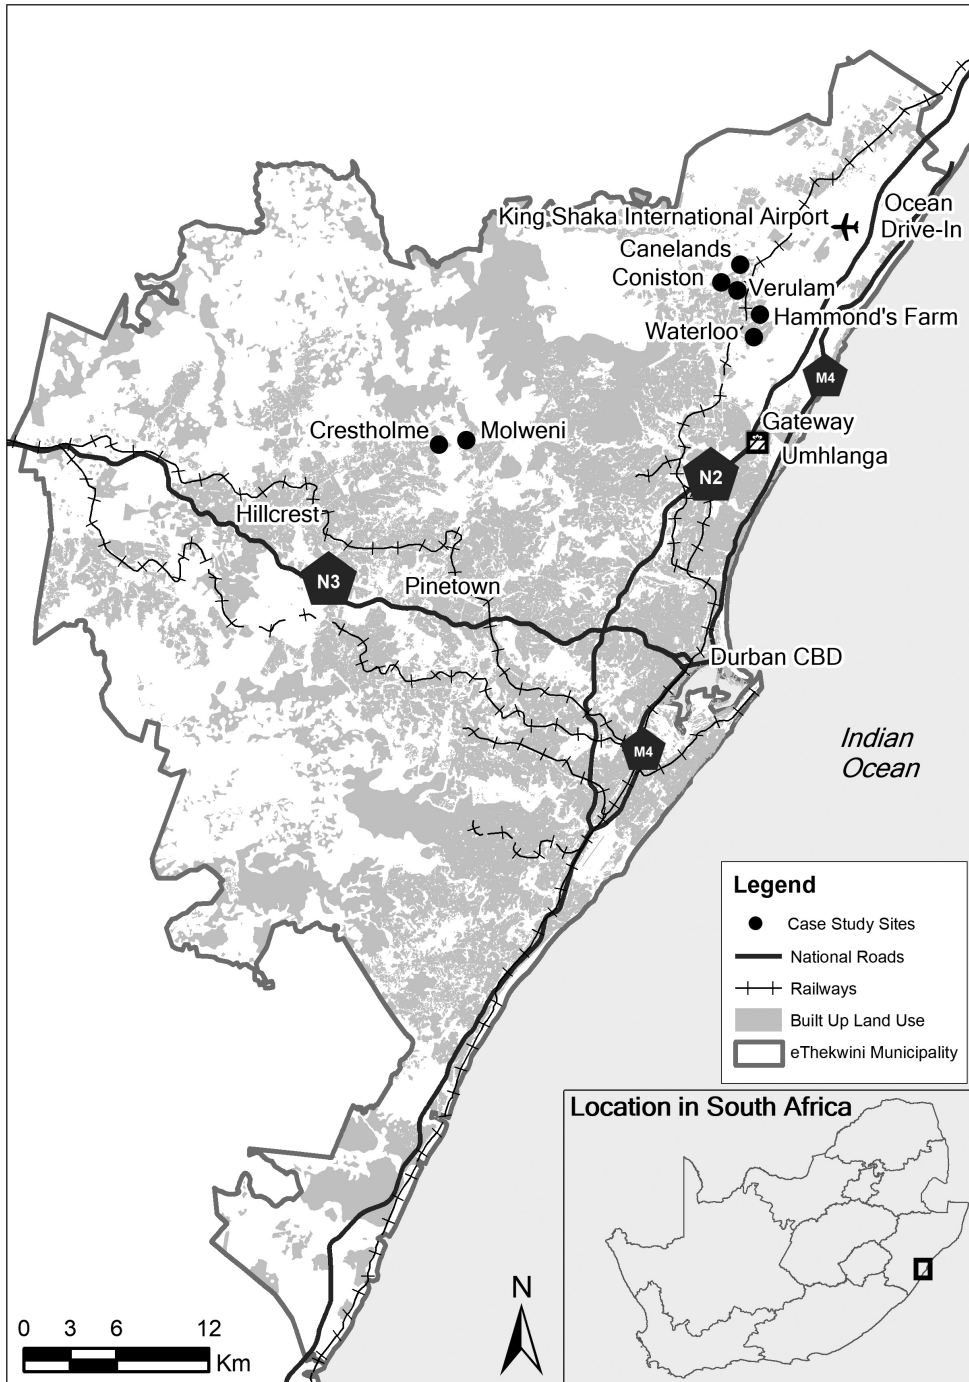 Ocean
Drive-In
King Shaka International Airport
Canelands
Coniston
Verulam
Hammond's Farm
Waterloo
M4
Gateway
Crestholme
Molweni
Umhlanga
N2
Hillcrest
N3
Pinetown
Durban CBD
Indian
Ocean
M4
Legend
Case Study Sites
National Roads
Railways
Built Up Land Use
eThekwini Municipality
Location in South Africa
N
0 3 6 12
Km